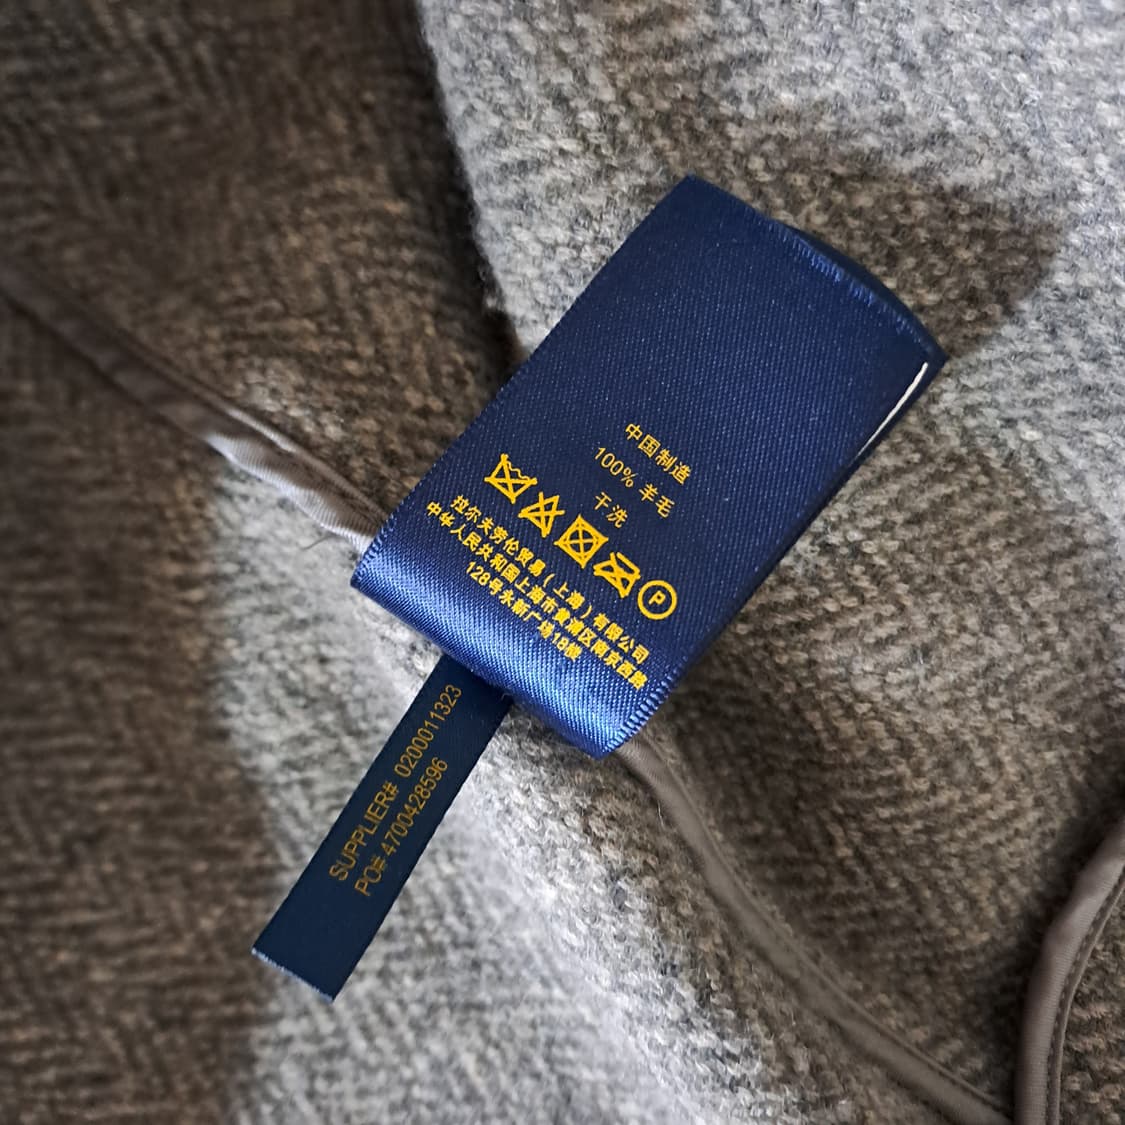 中国制造
100% 羊毛
干洗
P
拉尔夫劳伦贸易（上海）有限公司
中华人民共和国上海市黄浦区南京西路
128号永新广场18楼
SUPPLIER# 0200011323
PO# 4700428596